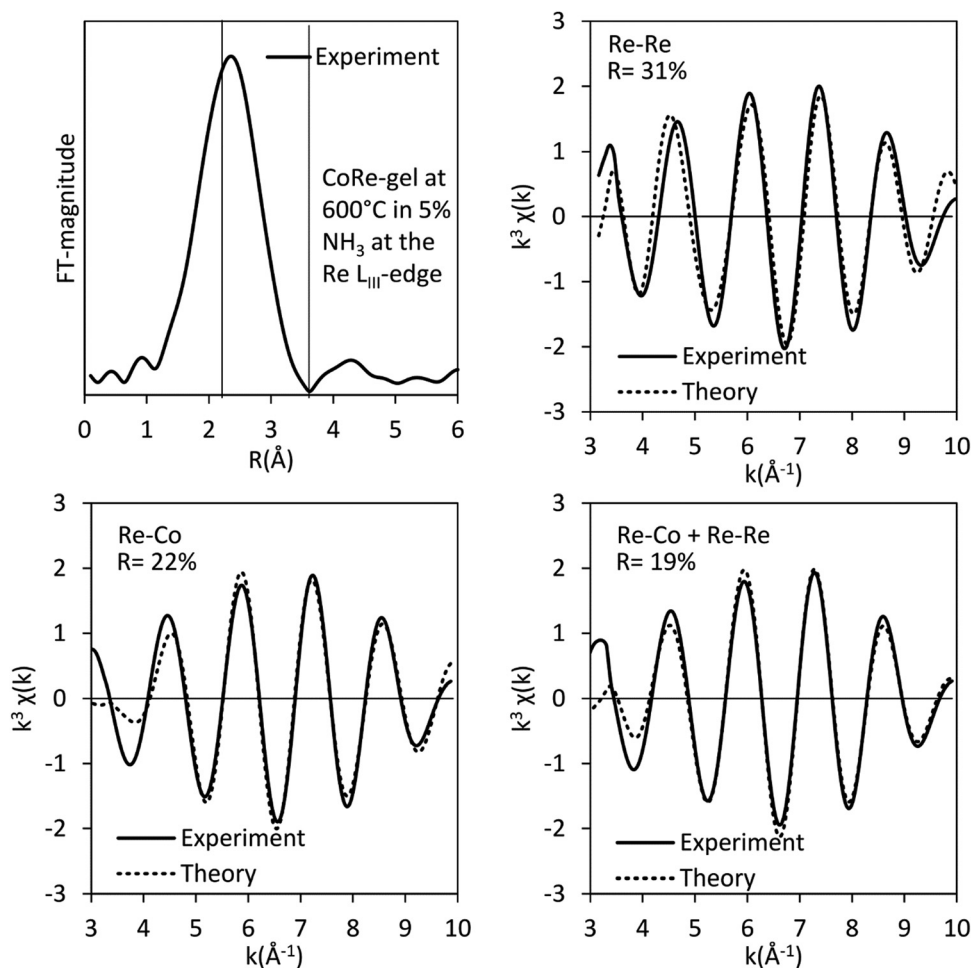 FT-magnitude
Experiment
CoRe-gel at
600°C in 5%
NH₃ at the
Re Lᴵᴵᴵ-edge
0 1 2 3 4 5 6
R(Å)
Re-Re
R= 31%
3
2
1
0
-1
-2
-3
k³ χ(k)
Experiment
Theory
3 4 5 6 7 8 9 10
k(Å⁻¹)
Re-Co
R= 22%
3
2
1
0
-1
-2
-3
k³ χ(k)
Experiment
Theory
3 4 5 6 7 8 9 10
k(Å⁻¹)
Re-Co + Re-Re
R= 19%
3
2
1
0
-1
-2
-3
k³ χ(k)
Experiment
Theory
3 4 5 6 7 8 9 10
k(Å⁻¹)